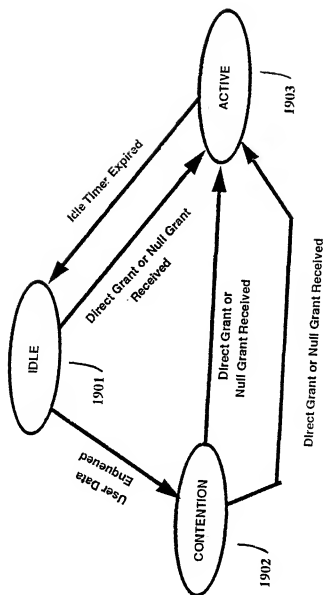 IDLE
1901
User Data
Enqueued
CONTENTION
1902
Idle Timer Expired
Direct Grant or Null Grant
Received
ACTIVE
1903
Direct Grant or
Null Grant Received
Direct Grant or Null Grant Received